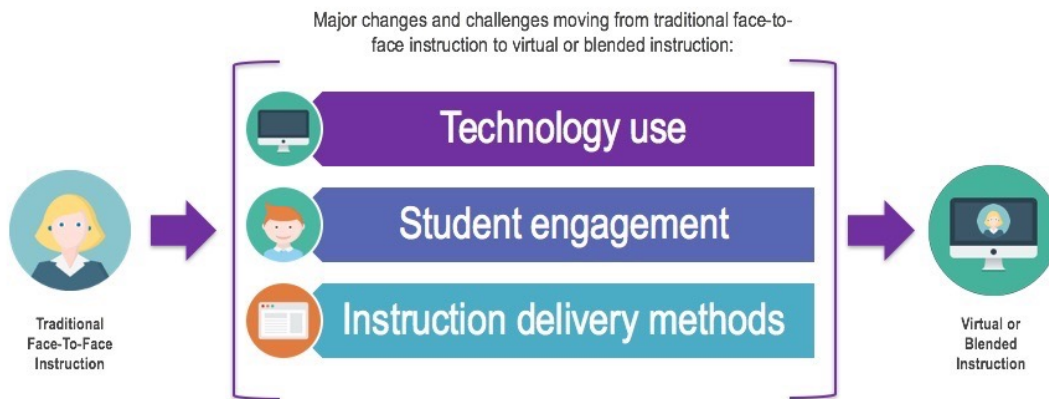 Major changes and challenges moving from traditional face-to-
face instruction to virtual or blended instruction:
Technology use
Student engagement
Instruction delivery methods
Traditional
Face-To-Face
Instruction
Virtual or
Blended
Instruction